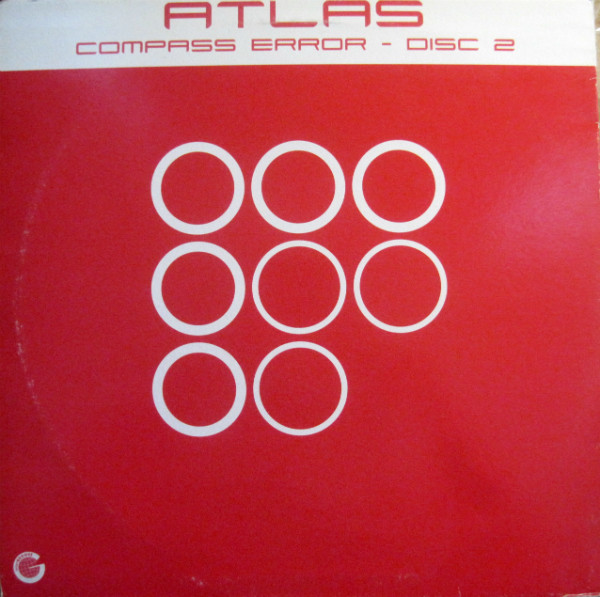 ATLAS
COMPASS ERROR - DISC 2